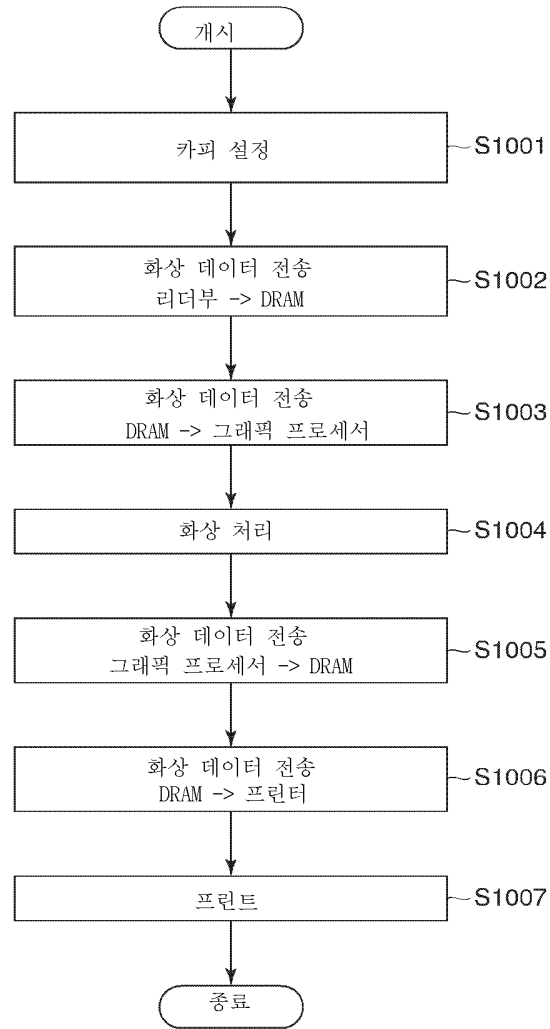 개시
카피 설정
S1001
화상 데이터 전송
리더부 -> DRAM
S1002
화상 데이터 전송
DRAM -> 그래픽 프로세서
S1003
화상 처리
S1004
화상 데이터 전송
그래픽 프로세서 -> DRAM
S1005
화상 데이터 전송
DRAM -> 프린터
S1006
프린트
S1007
종료